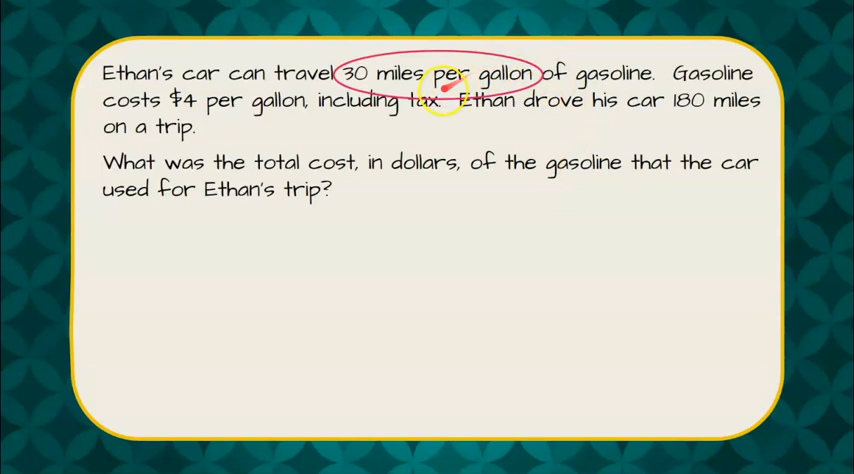 Ethan's car can travel 30 miles per gallon of gasoline. Gasoline
costs $4 per gallon, including tax. Ethan drove his car 180 miles
on a trip.
What was the total cost, in dollars, of the gasoline that the car
used for Ethan's trip?